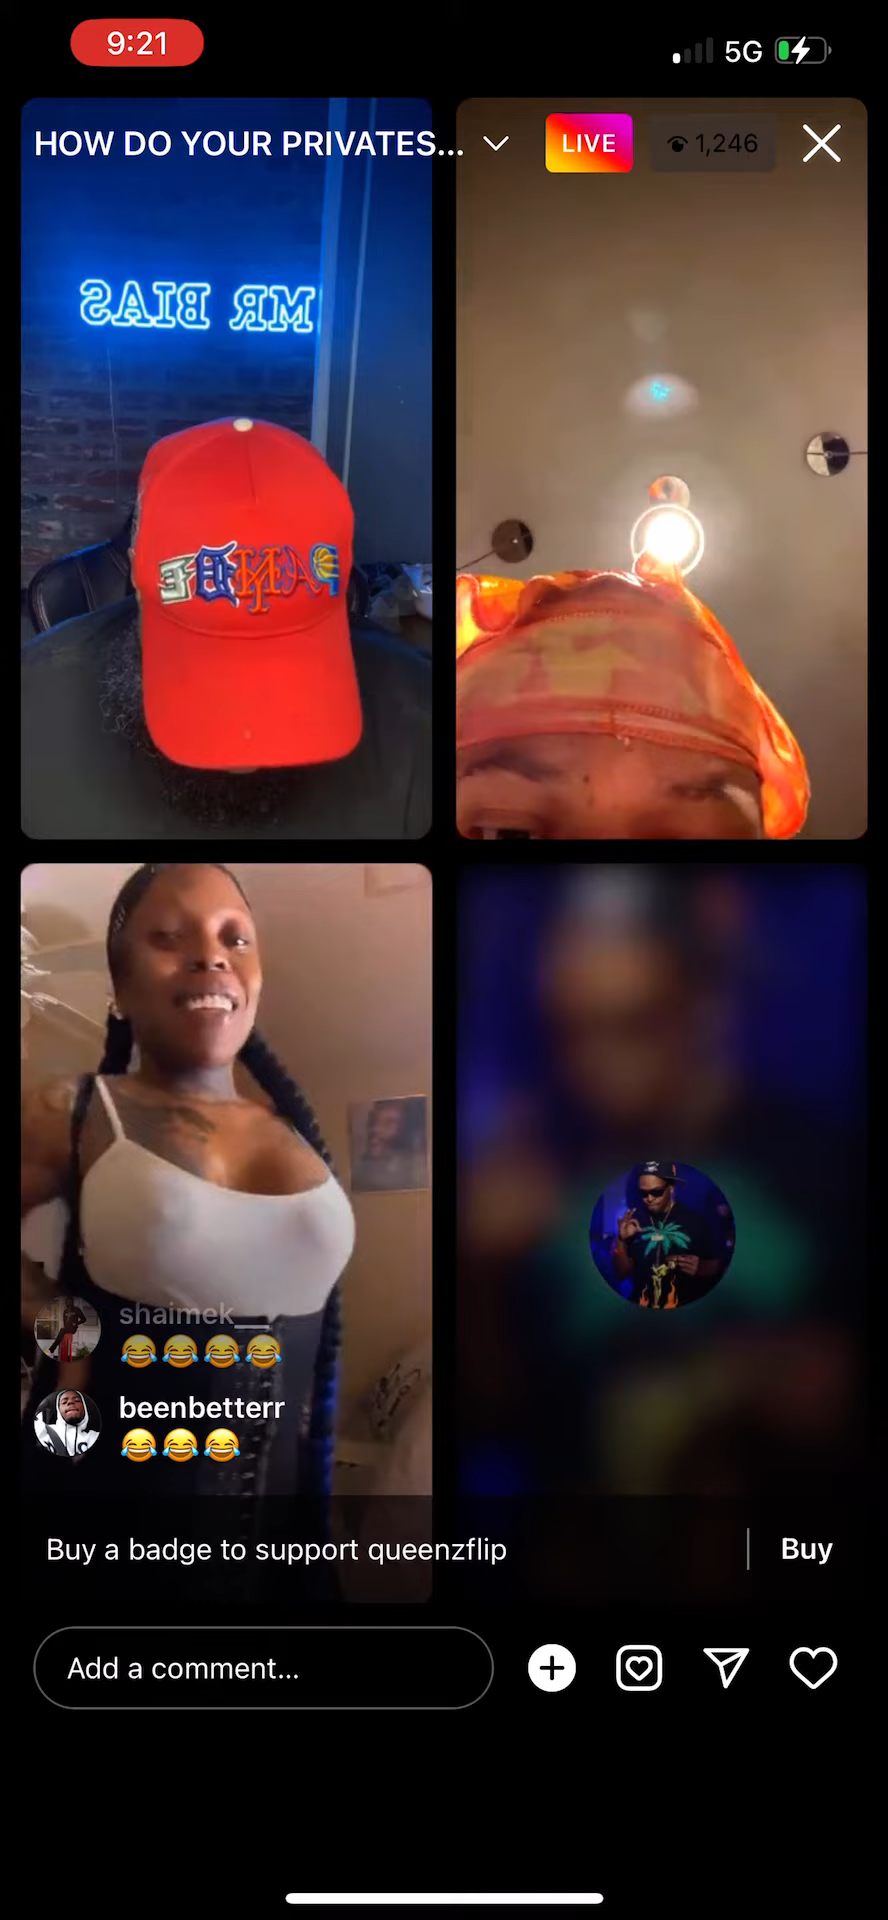 9:21
5G
HOW DO YOUR PRIVATES...
LIVE
1,246
MR BIAS
PANDE
shaimek__
😂😂😂😂
beenbetterr
😂😂😂
Buy a badge to support queenzflip
Buy
Add a comment...